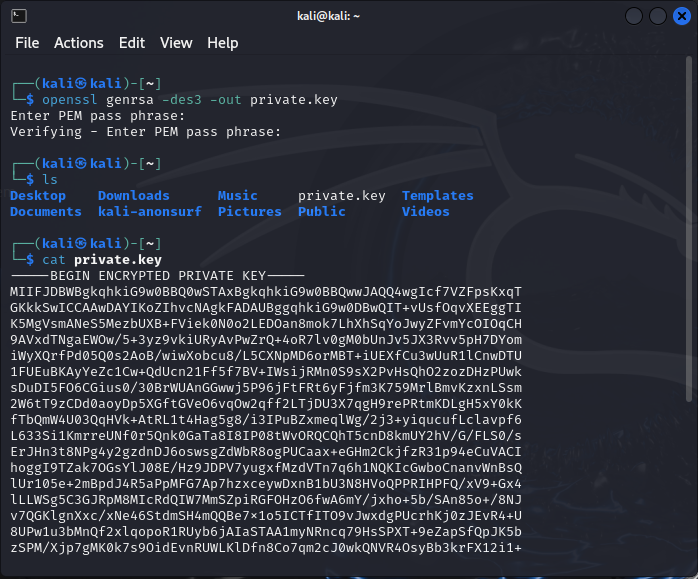 kali@kali: ~
File Actions Edit View Help
┌──(kali㉿kali)-[~]
└─$ openssl genrsa -des3 -out private.key
Enter PEM pass phrase:
Verifying - Enter PEM pass phrase:
┌──(kali㉿kali)-[~]
└─$ ls
Desktop Downloads Music private.key Templates
Documents kali-anonsurf Pictures Public Videos
┌──(kali㉿kali)-[~]
└─$ cat private.key
-----BEGIN ENCRYPTED PRIVATE KEY-----
MIIFJDBWBgkqhkiG9w0BBQ0wSTAxBgkqhkiG9w0BBQwwJAQQ4wgIcf7VZFpsKxqT
GKkkSwICCAAwDAYIKoZIhvcNAgkFADAUBggqhkiG9w0DBwQIT+vUsfOqvXEEggTI
K5MgVsmANeS5MezbUXB+FViek0N0o2LEDOan8mok7LhXhSqYoJwyZFvmYcOIOqCH
9AVxdTNgaEWOw/5+3yz9vkiURyAvPwZrQ+4oR7lv0gM0bUnJv5JX3Rvv5pH7DYom
iWyXQrfPd05Q0s2AoB/wiwXobcu8/L5CXNpMD6orMBT+iUEXfCu3wUuR1lCnwDTU
1FUEuBKAyYeZc1Cw+QdUcn21Ff5f7BV+IWsijRMn0S9sX2PvHsQhO2zozDHzPUwk
sDuDI5FO6CGius0/30BrWUAnGGwwj5P96jFtFRt6yFjfm3K759MrlBmvKzxnLSsm
2W6tT9zCDd0aoyDp5XGftGVeO6vqOw2qff2LTjDU3X7qgH9rePRtmKDLgH5xY0kK
fTbQmW4U03QqHVk+AtRL1t4Hag5g8/i3IPuBZxmeqlWg/2j3+yiqucufLclavpf6
L633Si1KmrreUNf0r5Qnk0GaTa8I8IP08tWvORQCQhT5cnD8kmUY2hV/G/FLS0/s
ErJHn3t8NPg4y2gzdnDJ6oswsgZdWbR8ogPUCaax+eGHm2CkjfzR31p94eCuVACI
hoggI9TZak7OGsYlJ08E/Hz9JDPV7yugxfMzdVTn7q6h1NQKIcGwboCnanvWnBsQ
lUr105e+2mBpdJ4R5aPpMFG7Ap7hzxceywDxnB1bU3N8HVoQPPRIHPFQ/xV9+Gx4
lLLWSg5C3GJRpM8MIcRdQIW7MmSZpiRGFOHzO6fwA6mY/jxho+5b/SAn85o+/8NJ
v7QGKlgnXxc/xNe46StdmSH4mQQBe7×1o5ICTfITO9vJwxdgPUcrhKj0zJEvR4+U
8UPw1u3bMnQf2xlqopoR1RUyb6jAIaSTAA1myNRncq79HsSPXT+9eZapSfQpJK5b
zSPM/Xjp7gMK0k7s9OidEvnRUWLKlDfn8Co7qm2cJ0wkQNVR4OsyBb3krFX12i1+